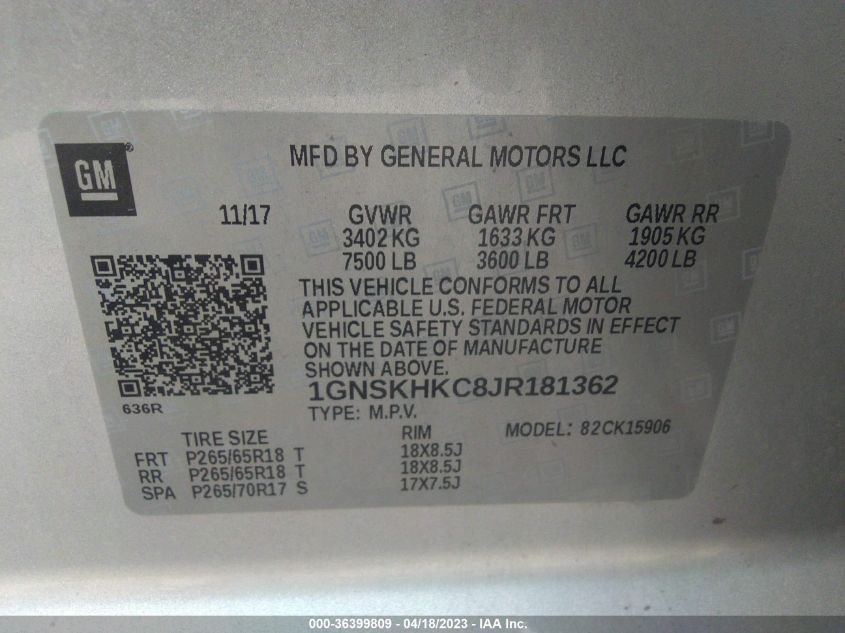 GM
®
MFD BY GENERAL MOTORS LLC
11/17 GVWR GAWR FRT GAWR RR
3402 KG 1633 KG 1905 KG
7500 LB 3600 LB 4200 LB
THIS VEHICLE CONFORMS TO ALL
APPLICABLE U.S. FEDERAL MOTOR
VEHICLE SAFETY STANDARDS IN EFFECT
ON THE DATE OF MANUFACTURE
SHOWN ABOVE.
1GNSKHKC8JR181362
636R
TYPE: M.P.V.
MODEL: 82CK15906
TIRE SIZE RIM
FRT P265/65R18 T 18X8.5J
RR P265/65R18 T 18X8.5J
SPA P265/70R17 S 17X7.5J
000-36399809 - 04/18/2023 - IAA Inc.